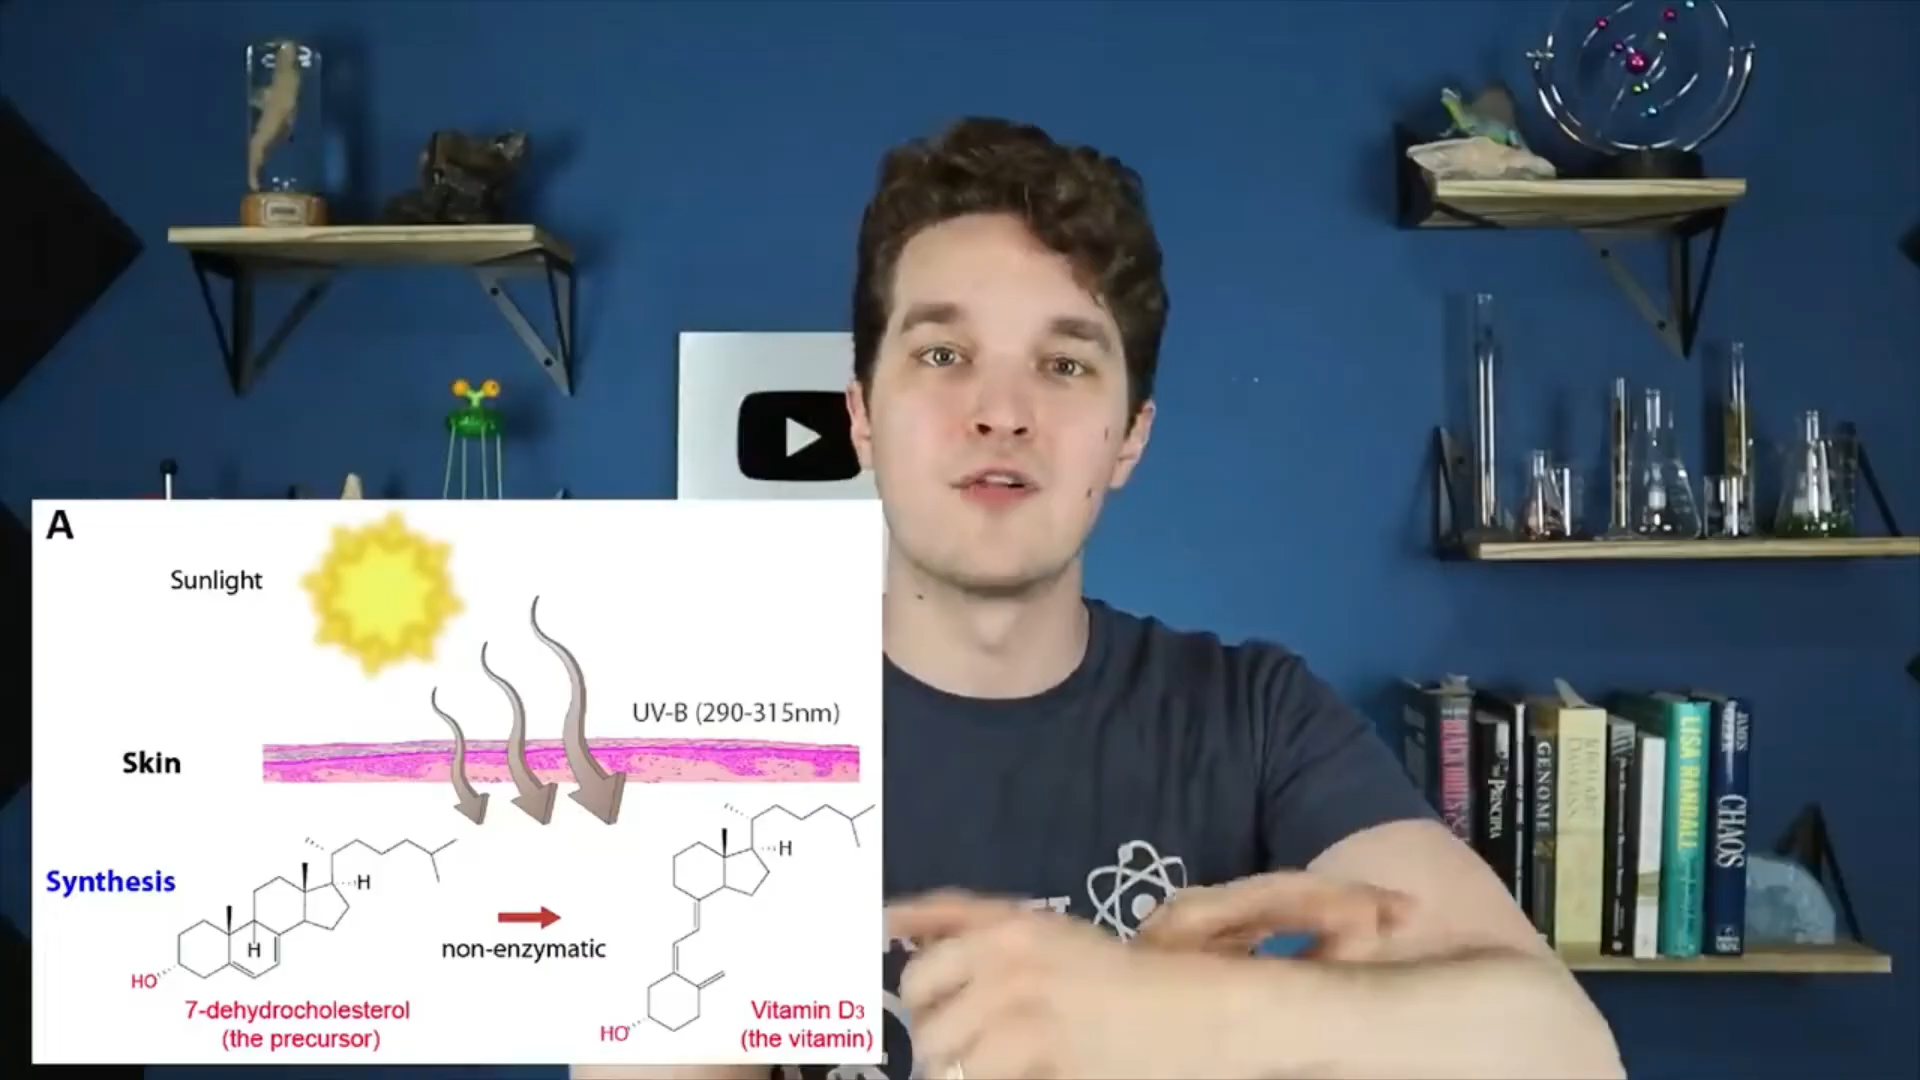 A
Sunlight
UV-B (290-315nm)
Skin
Synthesis
H
H
HO
non-enzymatic
7-dehydrocholesterol
(the precursor)
H
HO
Vitamin D3
(the vitamin)
PRINCIPIA
GENOME
LISA RANDALL
JAMES
CHAOS